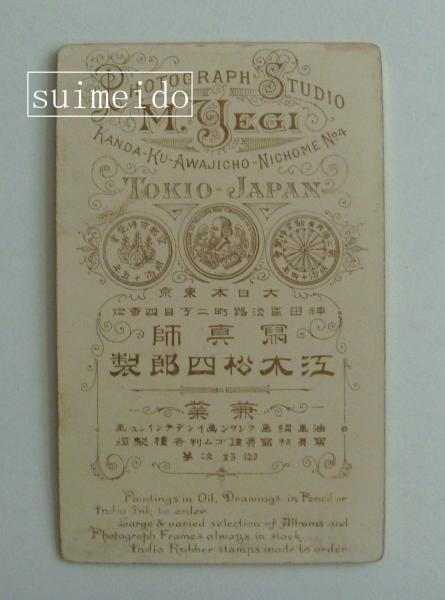 suimeido
PHOTOGRAPH STUDIO
M. YEGI
KANDA-KU-AWAJICHO-NICHOME No4
TOKIO-JAPAN
京東本日大
地番四目丁二町路淡區田神
師真寫
製郎四松木江
業兼
次第
Paintings in Oil, Drawings in Pencil or
India Ink to order.
Large & varied selection of Albums and
Photograph Frames always in stock
India Rubber stamps made to order